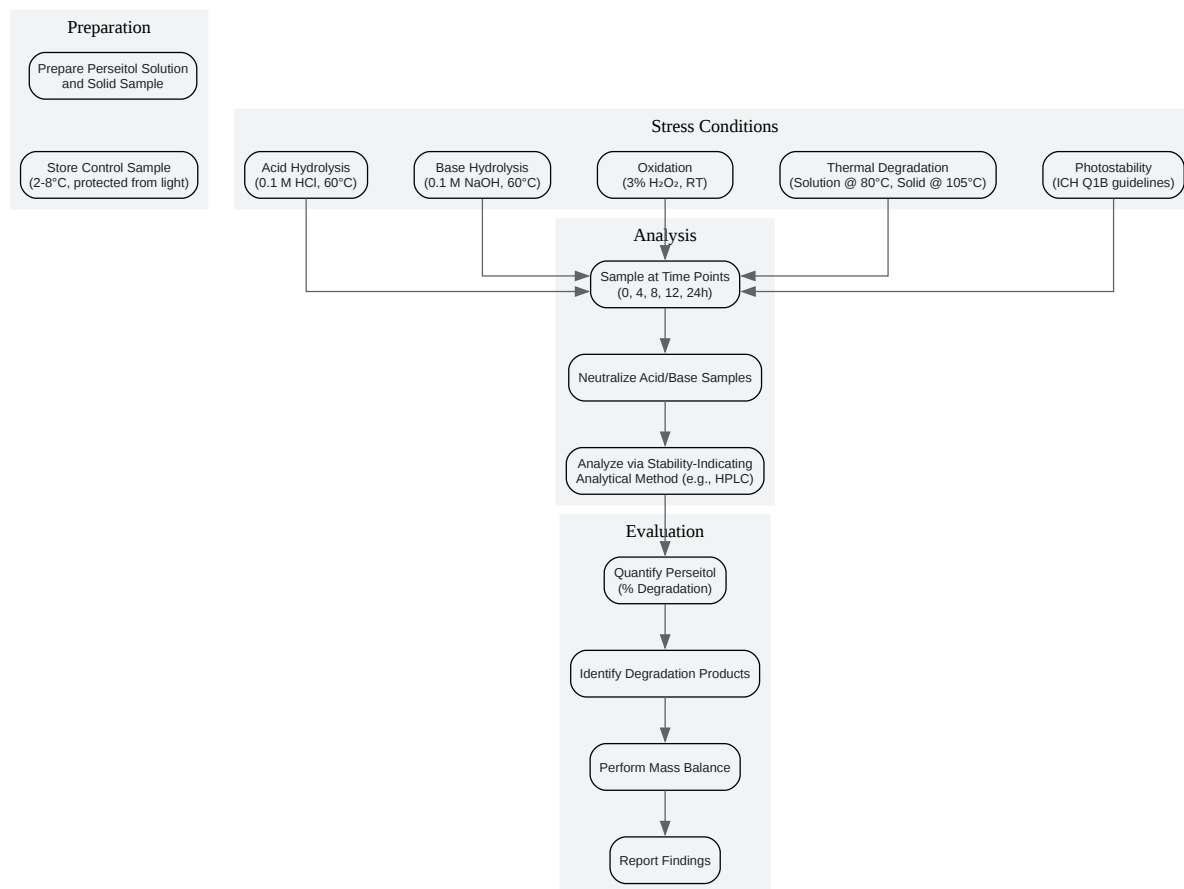 Preparation
Prepare Perseitol Solution
and Solid Sample
Store Control Sample
(2-8°C, protected from light)
Stress Conditions
Acid Hydrolysis
(0.1 M HCl, 60°C)
Base Hydrolysis
(0.1 M NaOH, 60°C)
Oxidation
(3% H₂O₂, RT)
Thermal Degradation
(Solution @ 80°C, Solid @ 105°C)
Photostability
(ICH Q1B guidelines)
Analysis
Sample at Time Points
(0, 4, 8, 12, 24h)
Neutralize Acid/Base Samples
Analyze via Stability-Indicating
Analytical Method (e.g., HPLC)
Evaluation
Quantify Perseitol
(% Degradation)
Identify Degradation Products
Perform Mass Balance
Report Findings